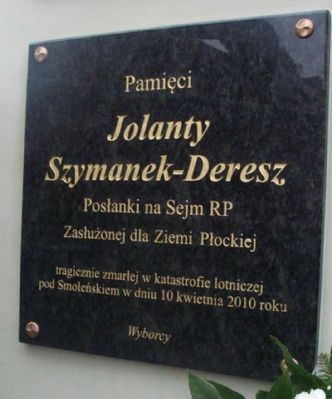 Pamięci
Jolanty
Szymanek-Deresz
Posłanki na Sejm RP
Zasłużonej dla Ziemi Płockiej
tragicznie zmarłej w katastrofie lotniczej
pod Smoleńskiem w dniu 10 kwietnia 2010 roku
Wyborcy